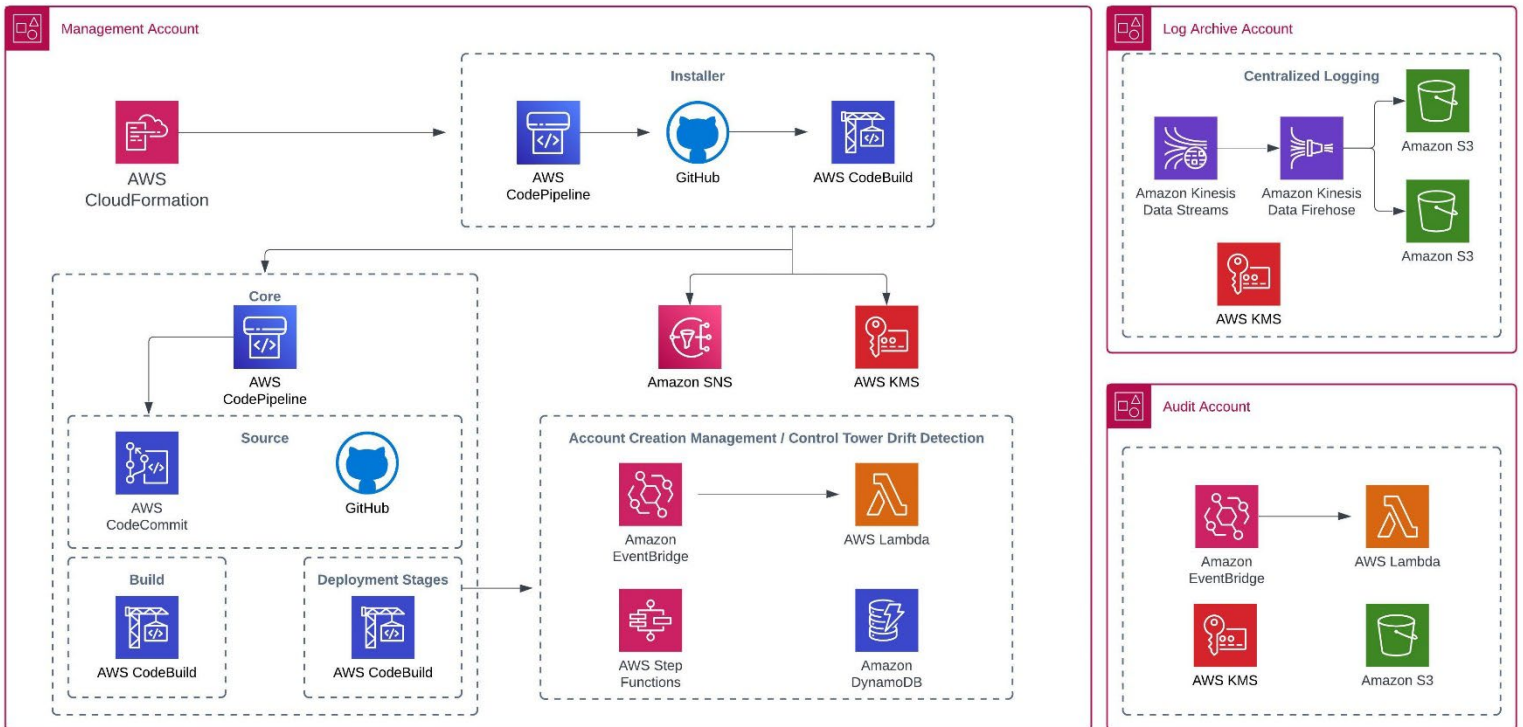 Management Account
Installer
AWS
CloudFormation
AWS
CodePipeline
GitHub
AWS CodeBuild
Core
AWS
CodePipeline
Amazon SNS
AWS KMS
Source
AWS
CodeCommit
GitHub
Build
AWS CodeBuild
Deployment Stages
AWS CodeBuild
Account Creation Management / Control Tower Drift Detection
Amazon
EventBridge
AWS Lambda
AWS Step
Functions
Amazon
DynamoDB
Log Archive Account
Centralized Logging
Amazon Kinesis
Data Streams
Amazon Kinesis
Data Firehose
Amazon S3
Amazon S3
AWS KMS
Audit Account
Amazon
EventBridge
AWS Lambda
AWS KMS
Amazon S3